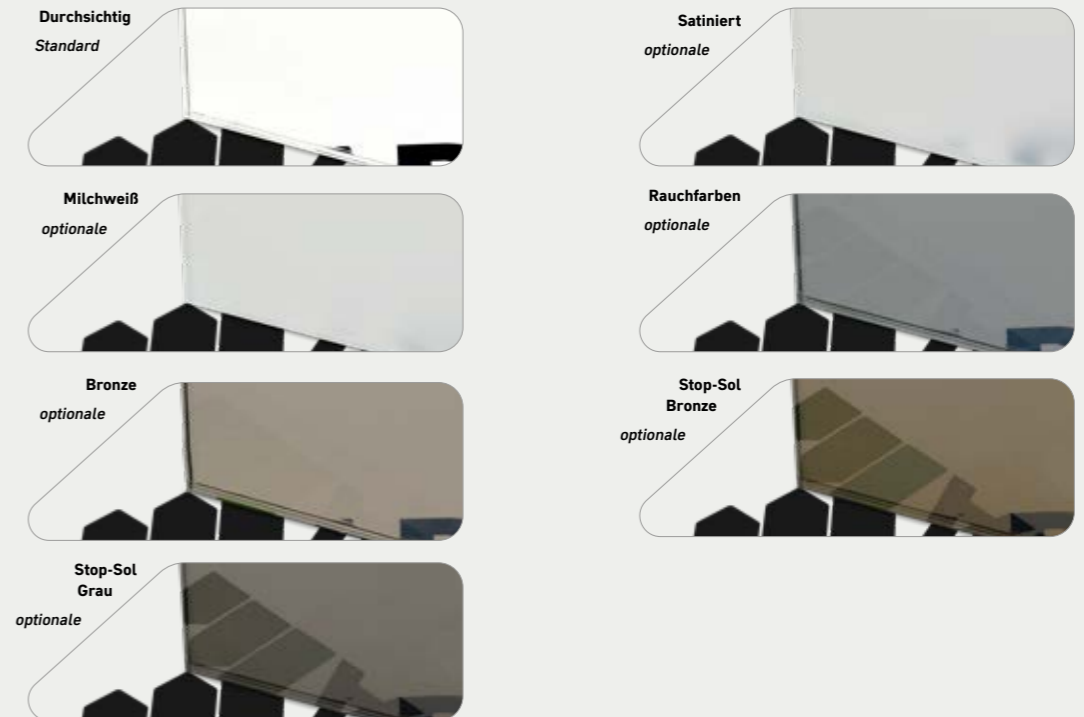 Durchsichtig
Standard
Satiniert
optionale
Milchweiß
optionale
Rauchfarben
optionale
Bronze
optionale
Stop-Sol
Bronze
optionale
Stop-Sol
Grau
optionale